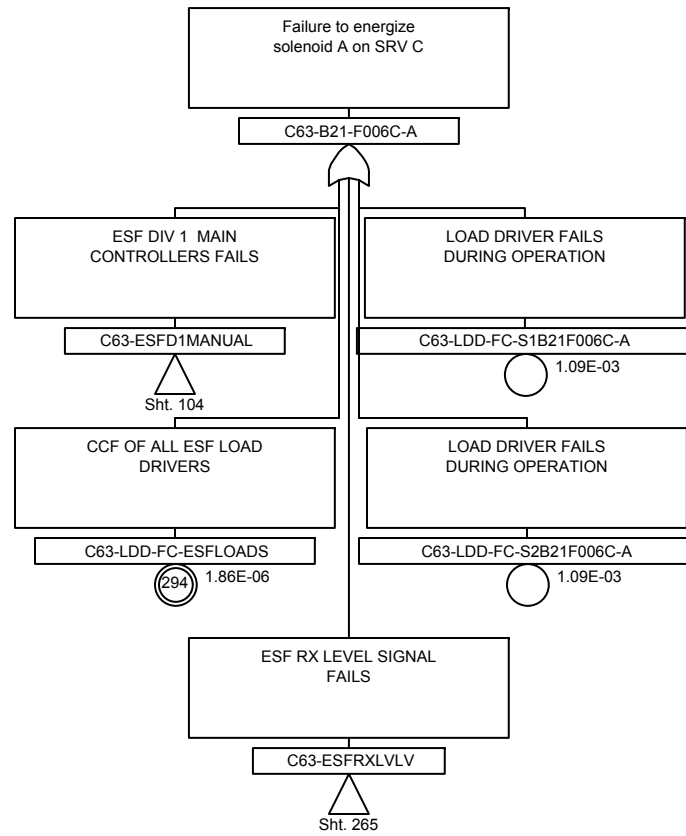 Failure to energize
solenoid A on SRV C
C63-B21-F006C-A
ESF DIV 1 MAIN
CONTROLLERS FAILS
C63-ESFD1MANUAL
Sht. 104
LOAD DRIVER FAILS
DURING OPERATION
C63-LDD-FC-S1B21F006C-A
1.09E-03
CCF OF ALL ESF LOAD
DRIVERS
C63-LDD-FC-ESFLOADS
294
1.86E-06
LOAD DRIVER FAILS
DURING OPERATION
C63-LDD-FC-S2B21F006C-A
1.09E-03
ESF RX LEVEL SIGNAL
FAILS
C63-ESFRXLVLV
Sht. 265